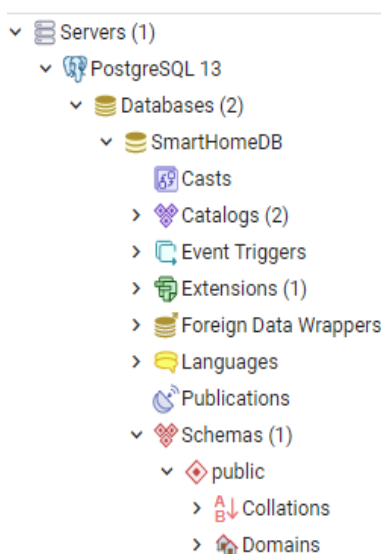 Servers (1)
PostgreSQL 13
Databases (2)
SmartHomeDB
Casts
Catalogs (2)
Event Triggers
Extensions (1)
Foreign Data Wrappers
Languages
Publications
Schemas (1)
public
Collations
Domains